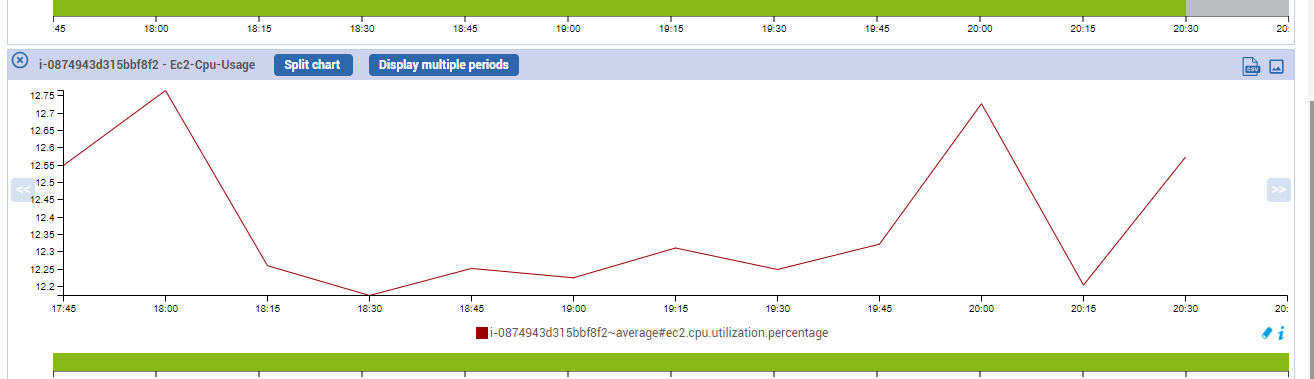 :45 18:00 18:15 18:30 18:45 19:00 19:15 19:30 19:45 20:00 20:15 20:30 20:
i-0874943d315bbf8f2 - Ec2-Cpu-Usage Split chart Display multiple periods CSV
12.75
12.7
12.65
12.6
12.55
<< 12.5 >>
12.45
12.4
12.35
12.3
12.25
12.2
17:45 18:00 18:15 18:30 18:45 19:00 19:15 19:30 19:45 20:00 20:15 20:30 20:
i-0874943d315bbf8f2~average#ec2.cpu.utilization.percentage i